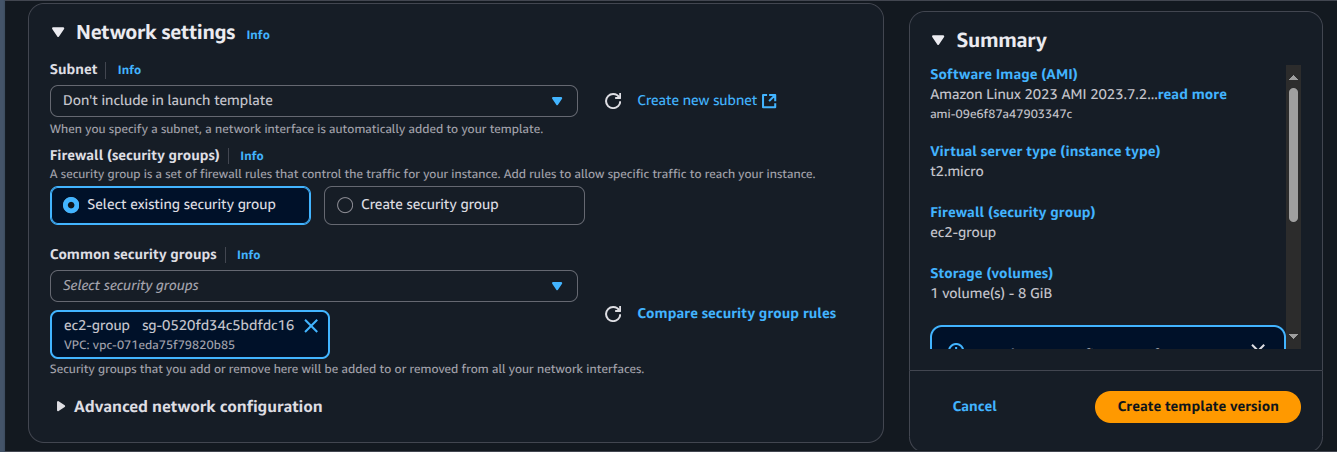 Network settings Info
Subnet Info
Don't include in launch template
Create new subnet
When you specify a subnet, a network interface is automatically added to your template.
Firewall (security groups) Info
A security group is a set of firewall rules that control the traffic for your instance. Add rules to allow specific traffic to reach your instance.
Select existing security group
Create security group
Common security groups Info
Select security groups
ec2-group sg-0520fd34c5bdfdc16
VPC: vpc-071eda75f79820b85
Compare security group rules
Security groups that you add or remove here will be added to or removed from all your network interfaces.
Advanced network configuration
Summary
Software Image (AMI)
Amazon Linux 2023 AMI 2023.7.2...read more
ami-09e6f87a47903347c
Virtual server type (instance type)
t2.micro
Firewall (security group)
ec2-group
Storage (volumes)
1 volume(s) - 8 GiB
Cancel
Create template version